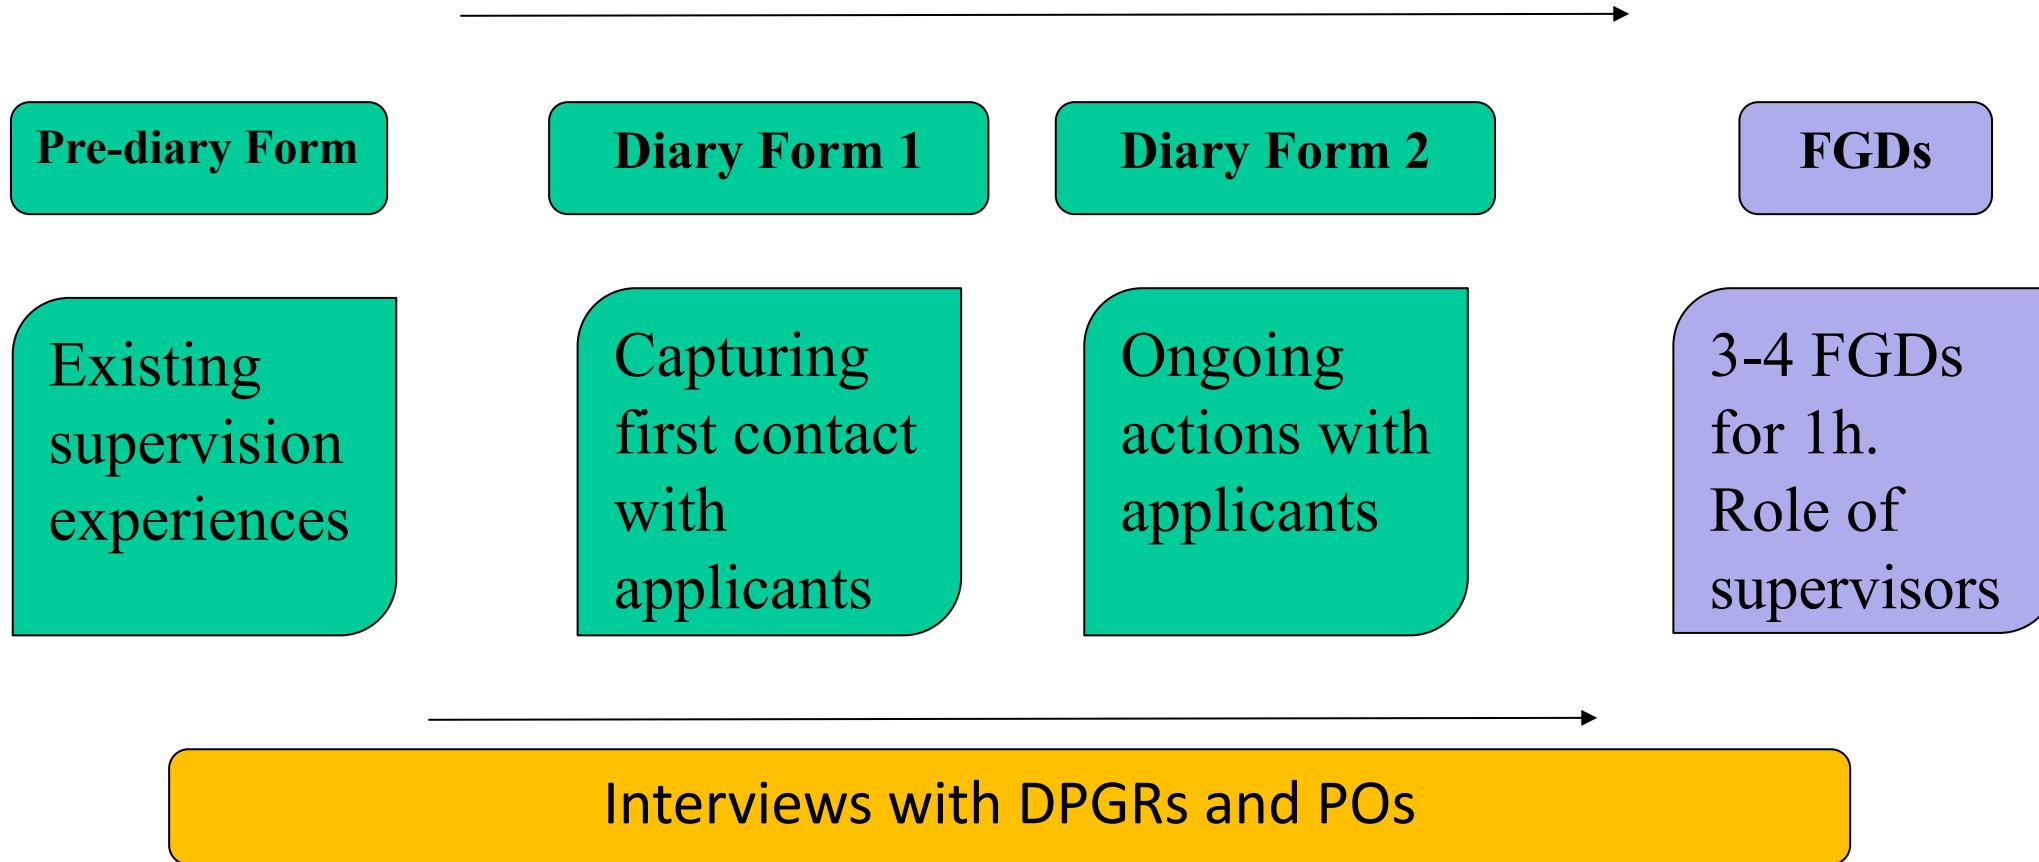 Pre-diary Form
Diary Form 1
Diary Form 2
FGDs
Existing
supervision
experiences
Capturing
first contact
with
applicants
Ongoing
actions with
applicants
3-4 FGDs
for 1h.
Role of
supervisors
Interviews with DPGRs and POs